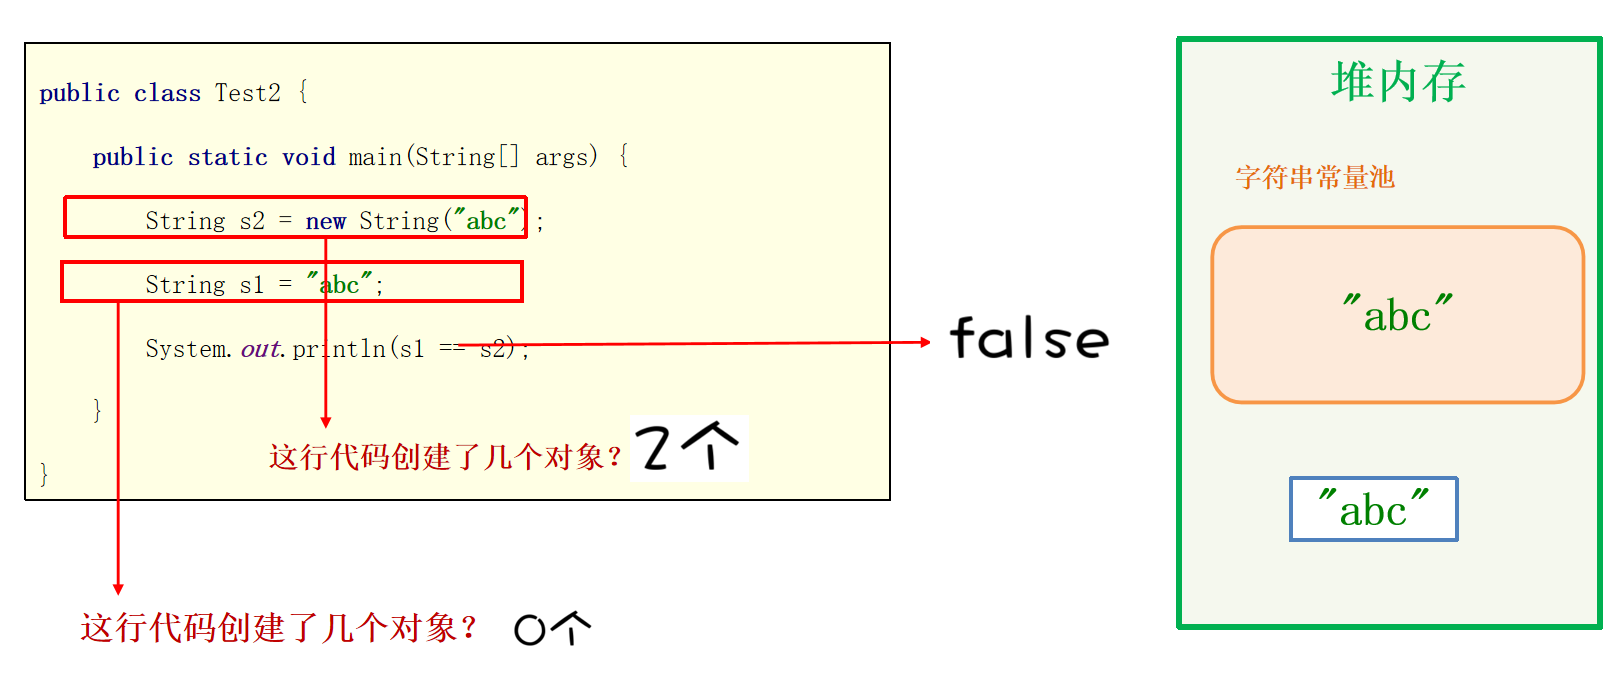 public class Test2 {
public static void main(String[] args) {
String s2 = new String("abc");
String s1 = "abc";
System.out.println(s1 == s2);
}
}
这行代码创建了几个对象？ 2个
这行代码创建了几个对象？ 0个
false
堆内存
字符串常量池
"abc"
"abc"